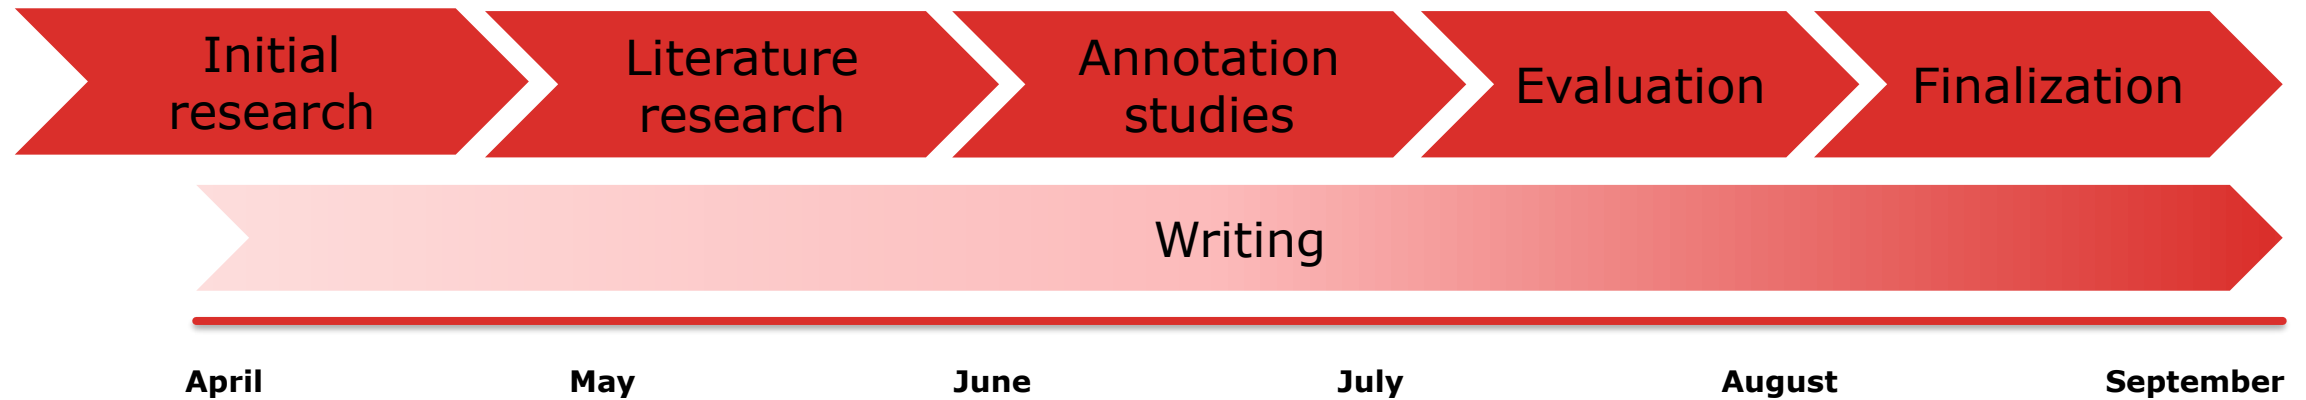 Initial
research
Literature
research
Annotation
studies
Evaluation
Finalization
Writing
April May June July August September